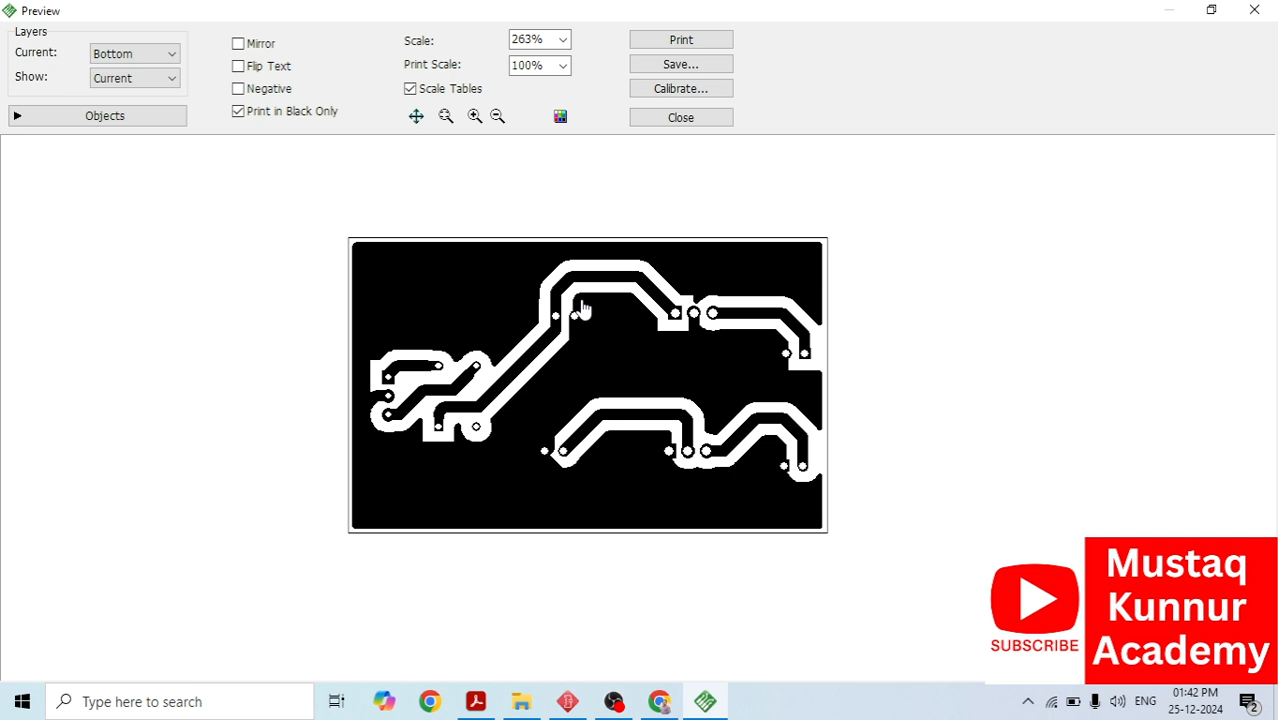 Preview
Layers
Current: Bottom
Show: Current
Objects
Mirror
Flip Text
Negative
Print in Black Only
Scale: 263%
Print Scale: 100%
Scale Tables
Print
Save...
Calibrate...
Close
SUBSCRIBE
Mustaq
Kunnur
Academy
Type here to search
ENG
01:42 PM
25-12-2024
2